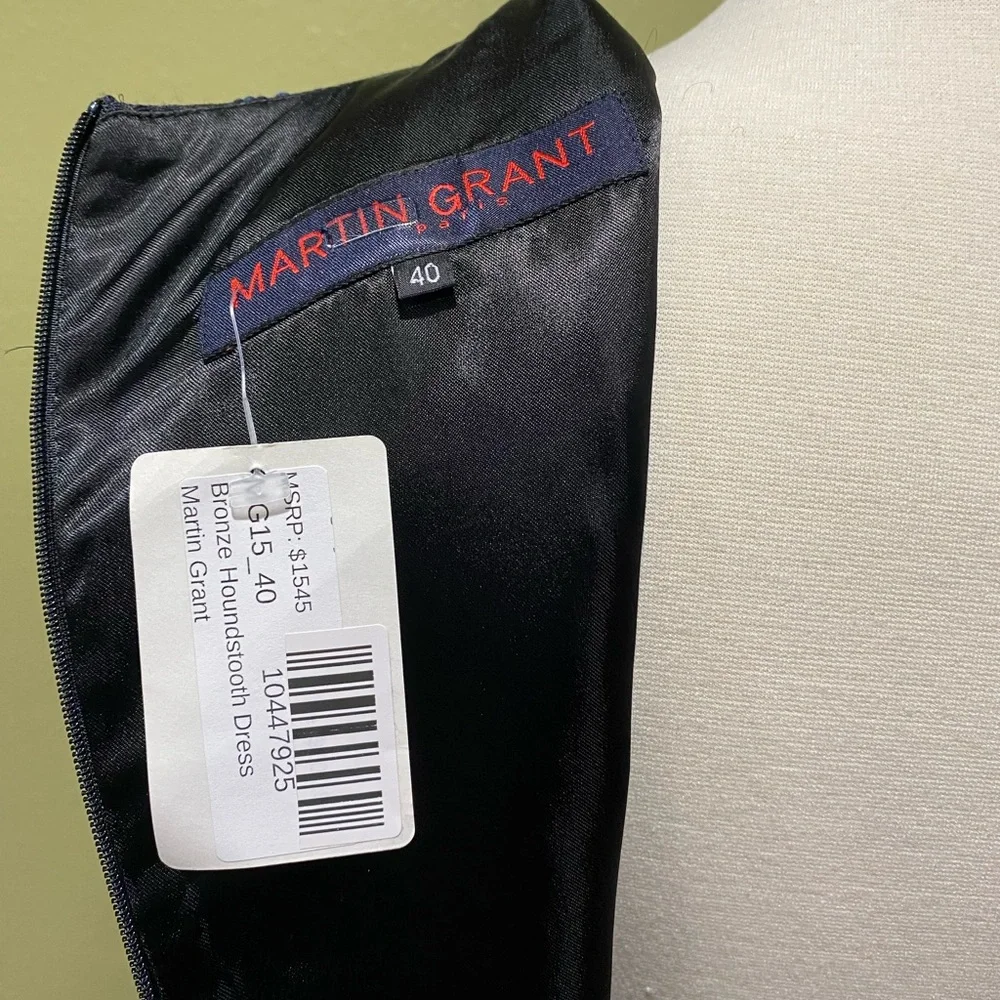 MARTIN GRANT
PaRIS
40
Martin Grant
Bronze Houndstooth Dress
G15_40
MSRP: $1545
10447925